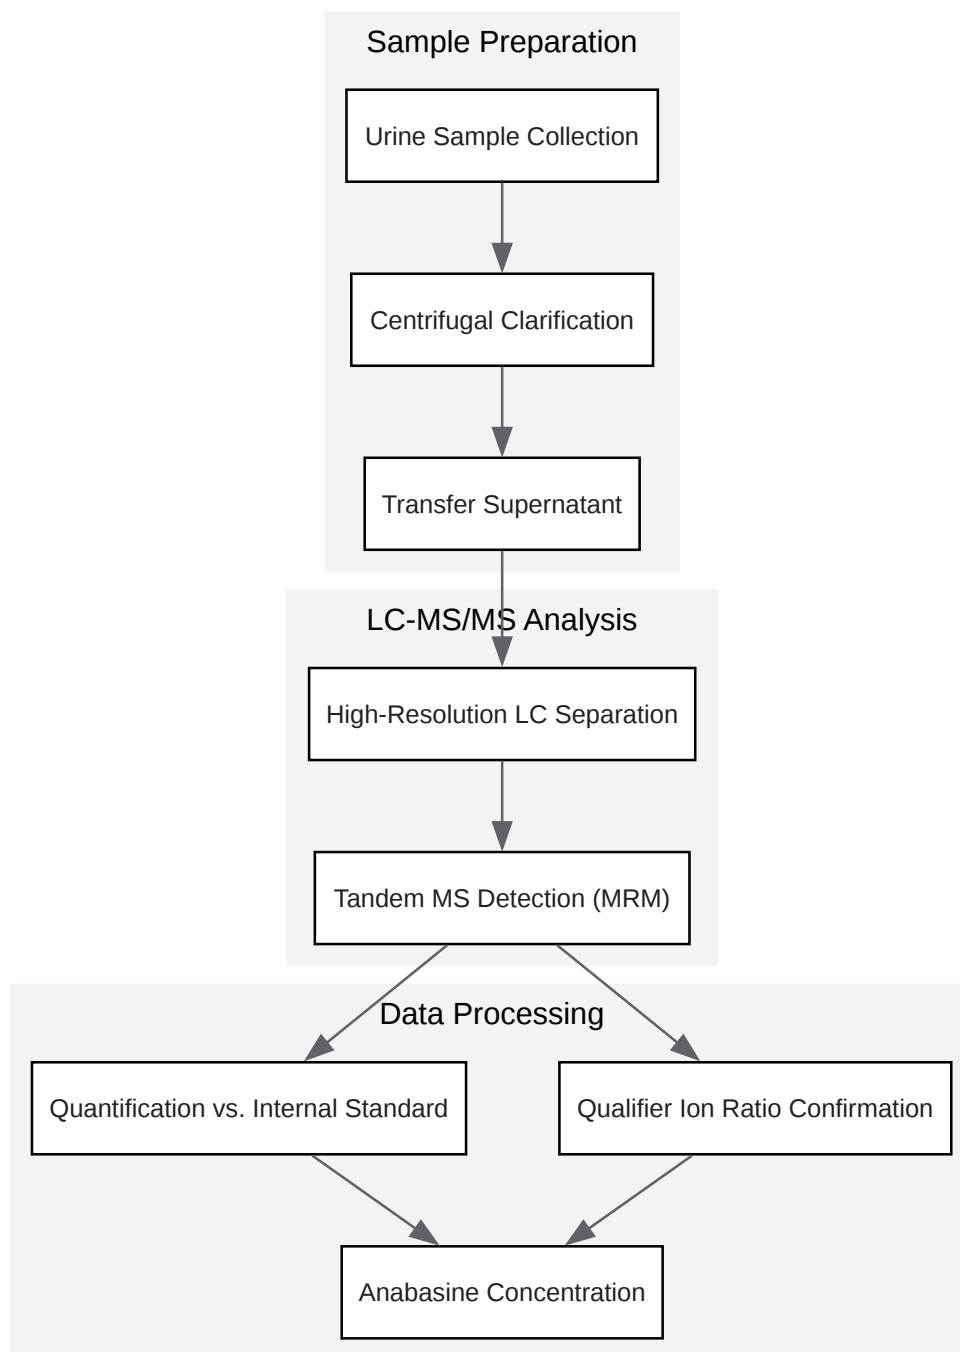 Sample Preparation
Urine Sample Collection
Centrifugal Clarification
Transfer Supernatant
LC-MS/MS Analysis
High-Resolution LC Separation
Tandem MS Detection (MRM)
Data Processing
Quantification vs. Internal Standard
Qualifier Ion Ratio Confirmation
Anabasine Concentration